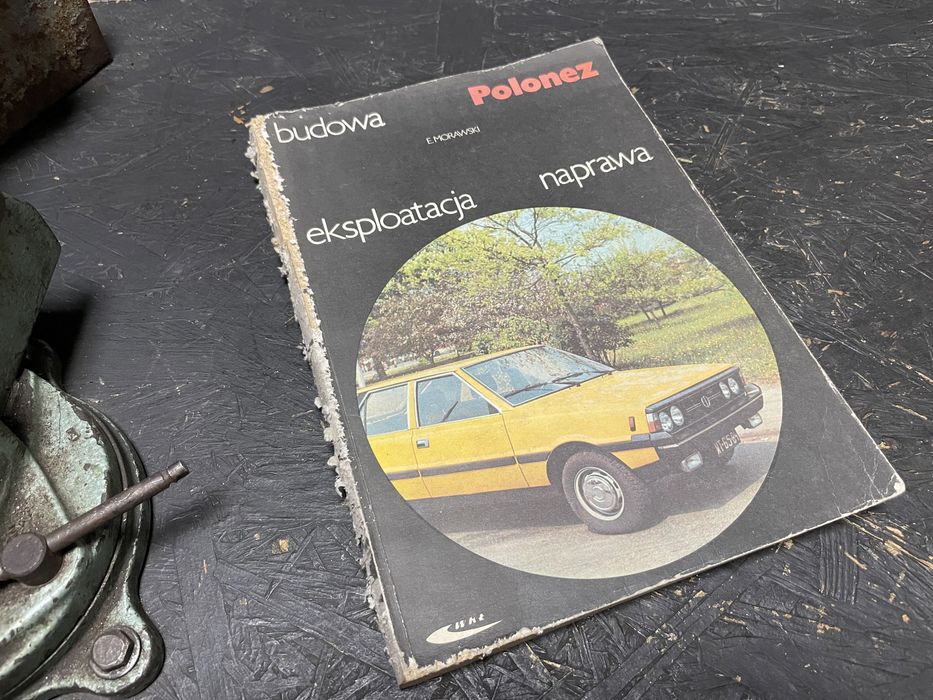 Polonez
budowa
E.MORAWSKI
naprawa
eksploatacja